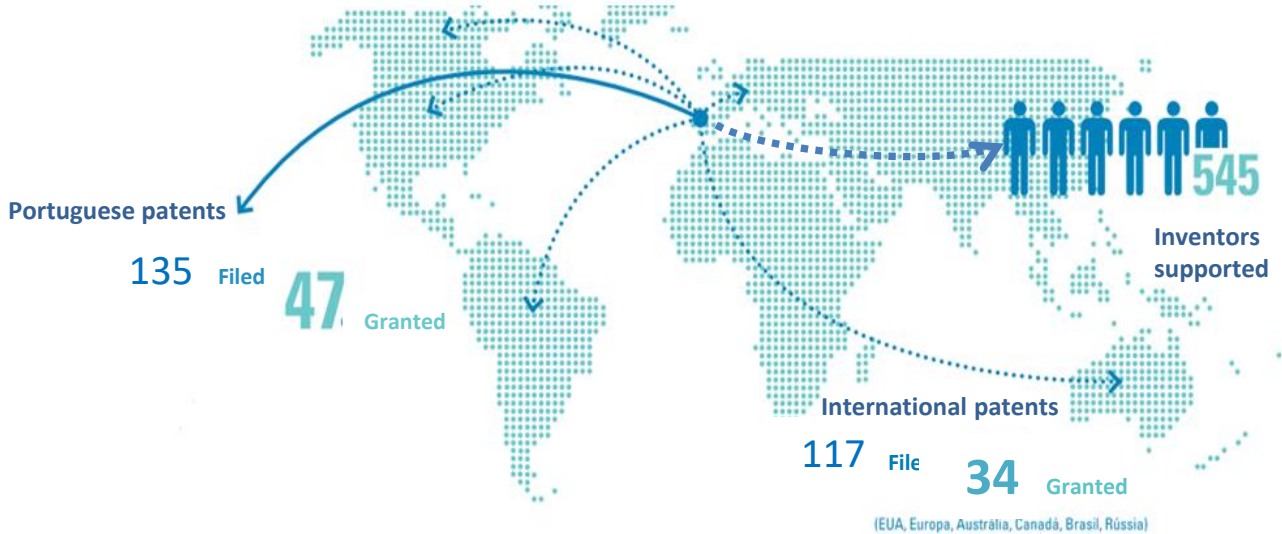 545
Portuguese patents
Inventors
supported
135 Filed
47 Granted
International patents
117 File
34 Granted
(EUA, Europa, Austrália, Canadá, Brasil, Rússia)